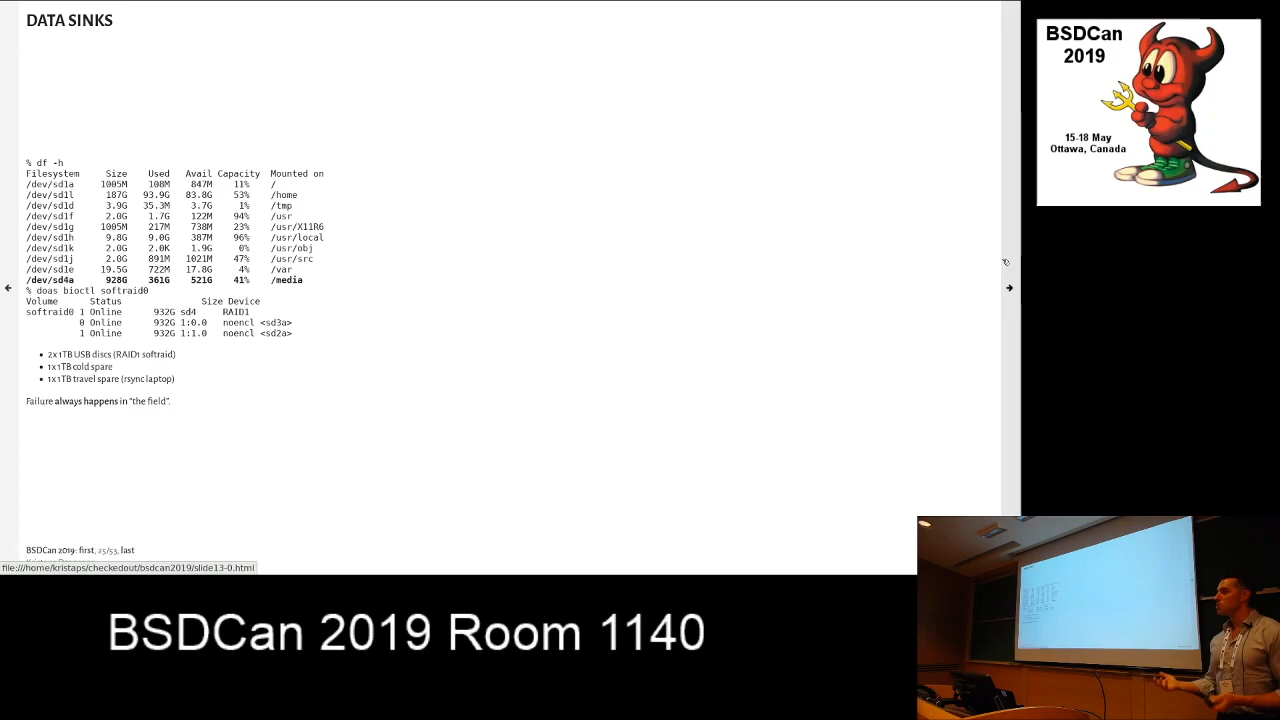 DATA SINKS
% df -h
Filesystem Size Used Avail Capacity Mounted on
/dev/sd1a 1005M 108M 847M 11% /
/dev/sd1l 187G 93.9G 83.8G 53% /home
/dev/sd1d 3.9G 35.3M 3.7G 1% /tmp
/dev/sd1f 2.0G 1.7G 122M 94% /usr
/dev/sd1g 1005M 217M 738M 23% /usr/X11R6
/dev/sd1h 9.8G 9.0G 387M 96% /usr/local
/dev/sd1k 2.0G 2.0K 1.9G 0% /usr/obj
/dev/sd1j 2.0G 891M 1021M 47% /usr/src
/dev/sd1e 19.5G 722M 17.8G 4% /var
/dev/sd4a 928G 361G 521G 41% /media
% doas bioctl softraid0
Volume Status Size Device
softraid0 1 Online 932G sd4 RAID1
0 Online 932G 1:0.0 noencl <sd3a>
1 Online 932G 1:1.0 noencl <sd2a>
• 2x1TB USB discs (RAID1 softraid)
• 1x1TB cold spare
• 1x1TB travel spare (rsync laptop)
Failure always happens in "the field".
BSDCan 2019: first, 25/53, last
file:///home/kristaps/checkedout/bsdcan2019/slide13-0.html
BSDCan
2019
15-18 May
Ottawa, Canada
BSDCan 2019 Room 1140